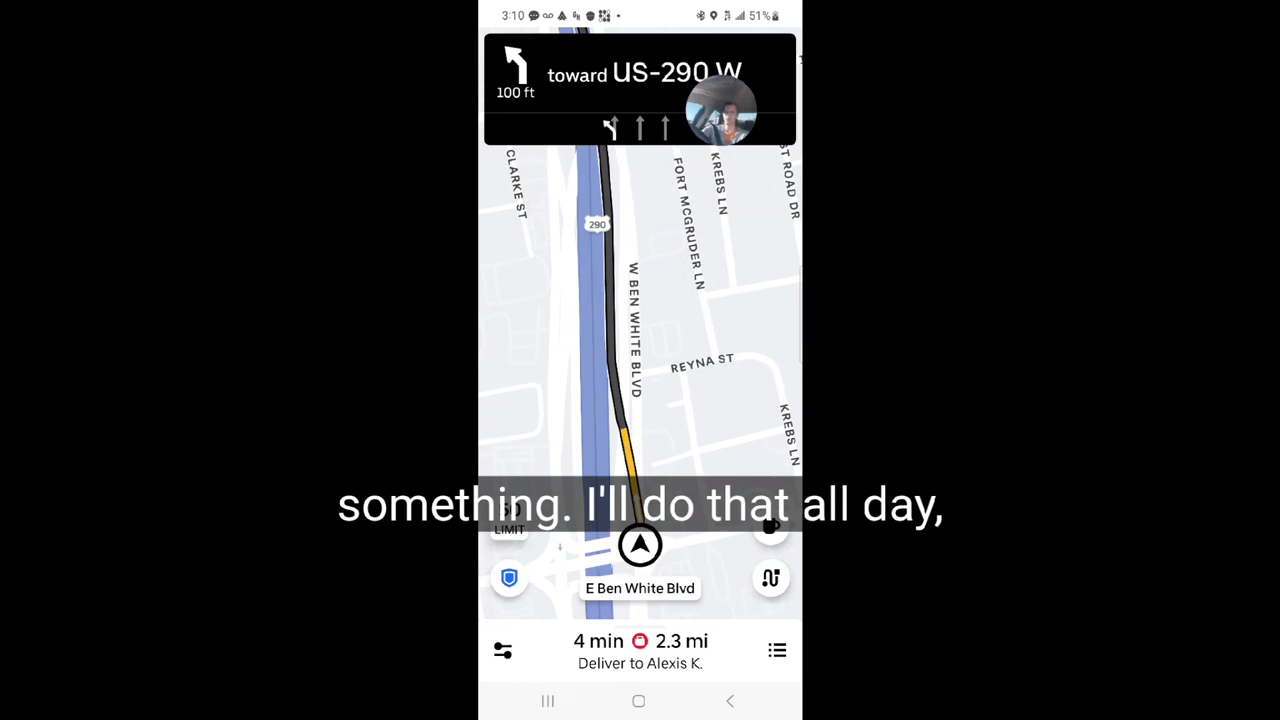 3:10
51%
toward US-290 W
100 ft
CLARKE ST
FORT MCGRUDER LN
KREBS LN
ST ROAD DR
290
W BEN WHITE BLVD
REYNA ST
KREBS LN
something. I'll do that all day,
LIMIT
E Ben White Blvd
4 min 2.3 mi
Deliver to Alexis K.